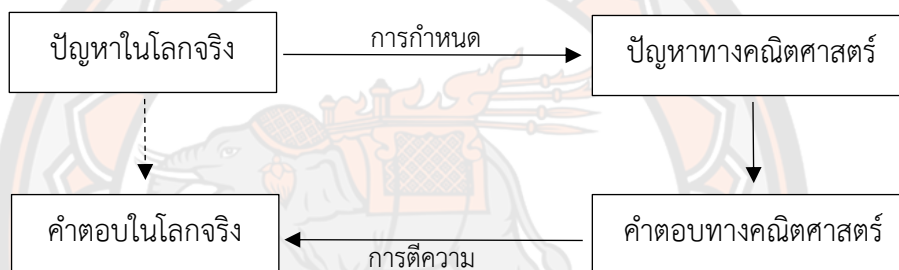 ปัญหาในโลกจริง
การกำหนด
ปัญหาทางคณิตศาสตร์
คำตอบในโลกจริง
การตีความ
คำตอบทางคณิตศาสตร์